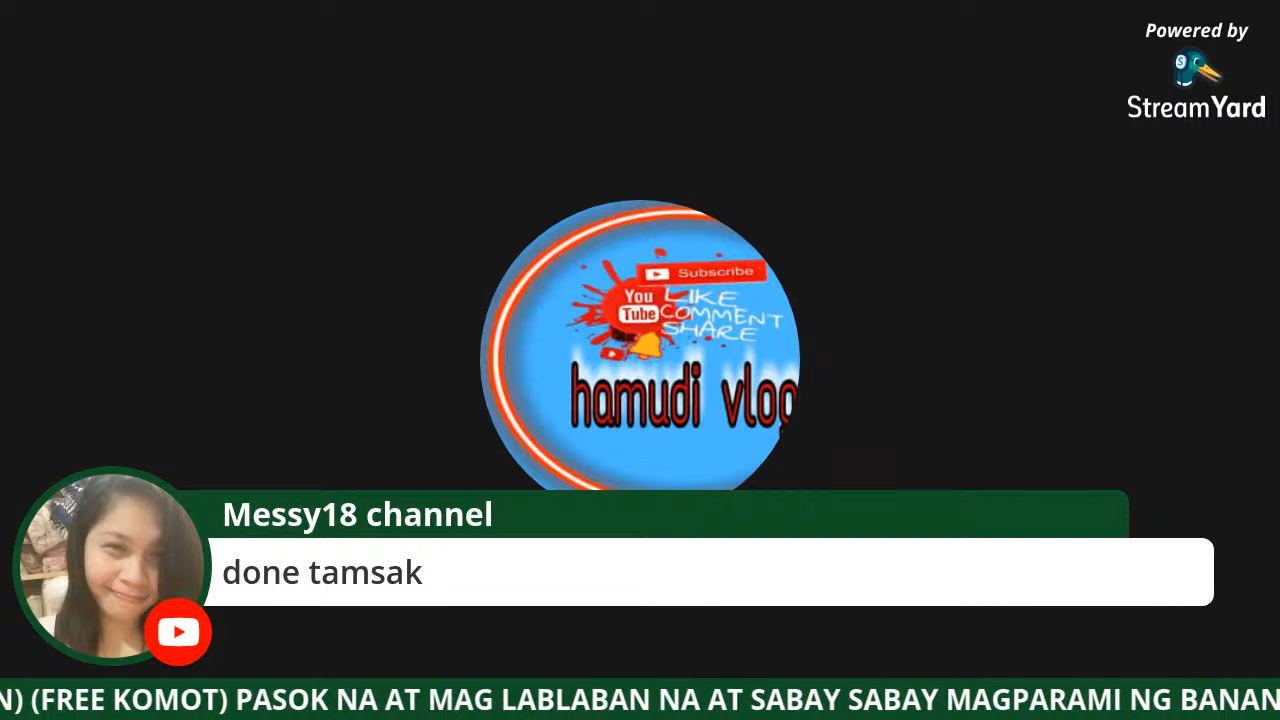 Powered by
StreamYard
Subscribe
You
Tube
LIKE
COMMENT
SHARE
hamudi vlog
Messy18 channel
done tamsak
N) (FREE KOMOT) PASOK NA AT MAG LABLABAN NA AT SABAY SABAY MAGPARAMI NG BANAN